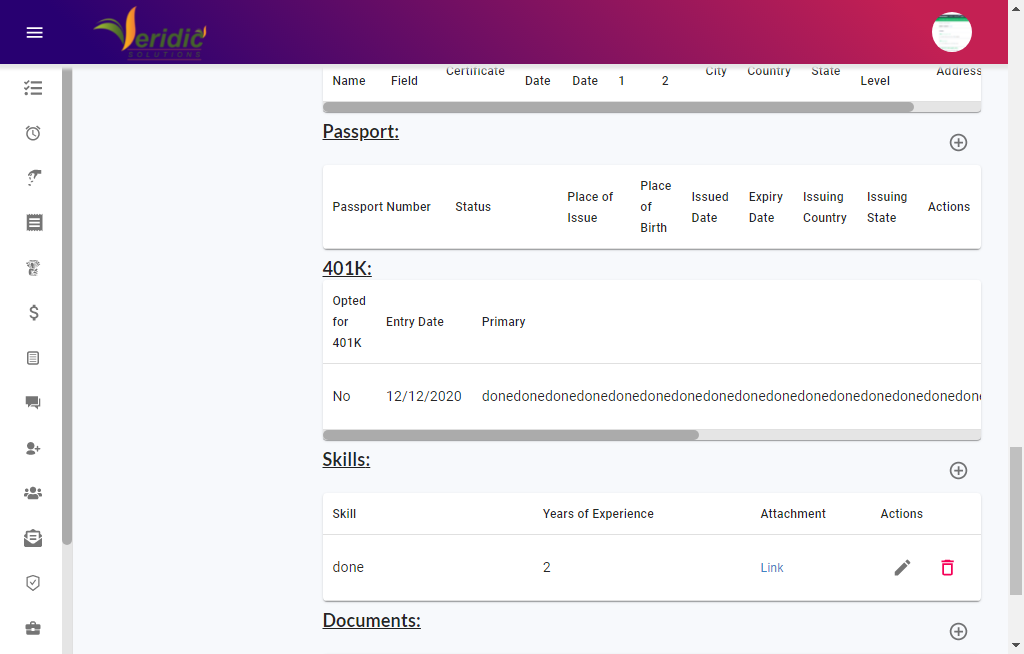 Veridic
SOLUTIONS
Name Field Certificate Date Date 1 2 City Country State Level Address
Passport:
Passport Number Status Place of Issue Place of Birth Issued Date Expiry Date Issuing Country Issuing State Actions
401K:
Opted for 401K Entry Date Primary
No 12/12/2020 donedonedonedonedonedonedonedonedonedonedonedonedonedonedonedone
Skills:
Skill Years of Experience Attachment Actions
done 2 Link
Documents: